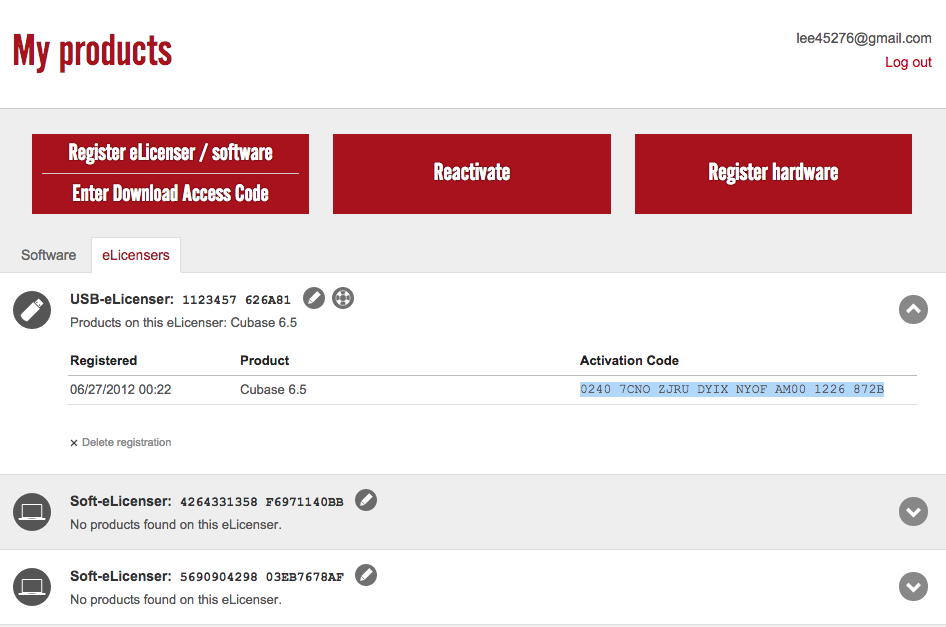 My products
lee45276@gmail.com
Log out
Register eLicenser / software
Enter Download Access Code
Reactivate
Register hardware
Software
eLicensers
USB-eLicenser: 1123457 626A81
Products on this eLicenser: Cubase 6.5
Registered Product Activation Code
06/27/2012 00:22 Cubase 6.5 0240 7CNO ZJRU DYIX NYOF AM00 1226 872B
× Delete registration
Soft-eLicenser: 4264331358 F6971140BB
No products found on this eLicenser.
Soft-eLicenser: 5690904298 03EB7678AF
No products found on this eLicenser.